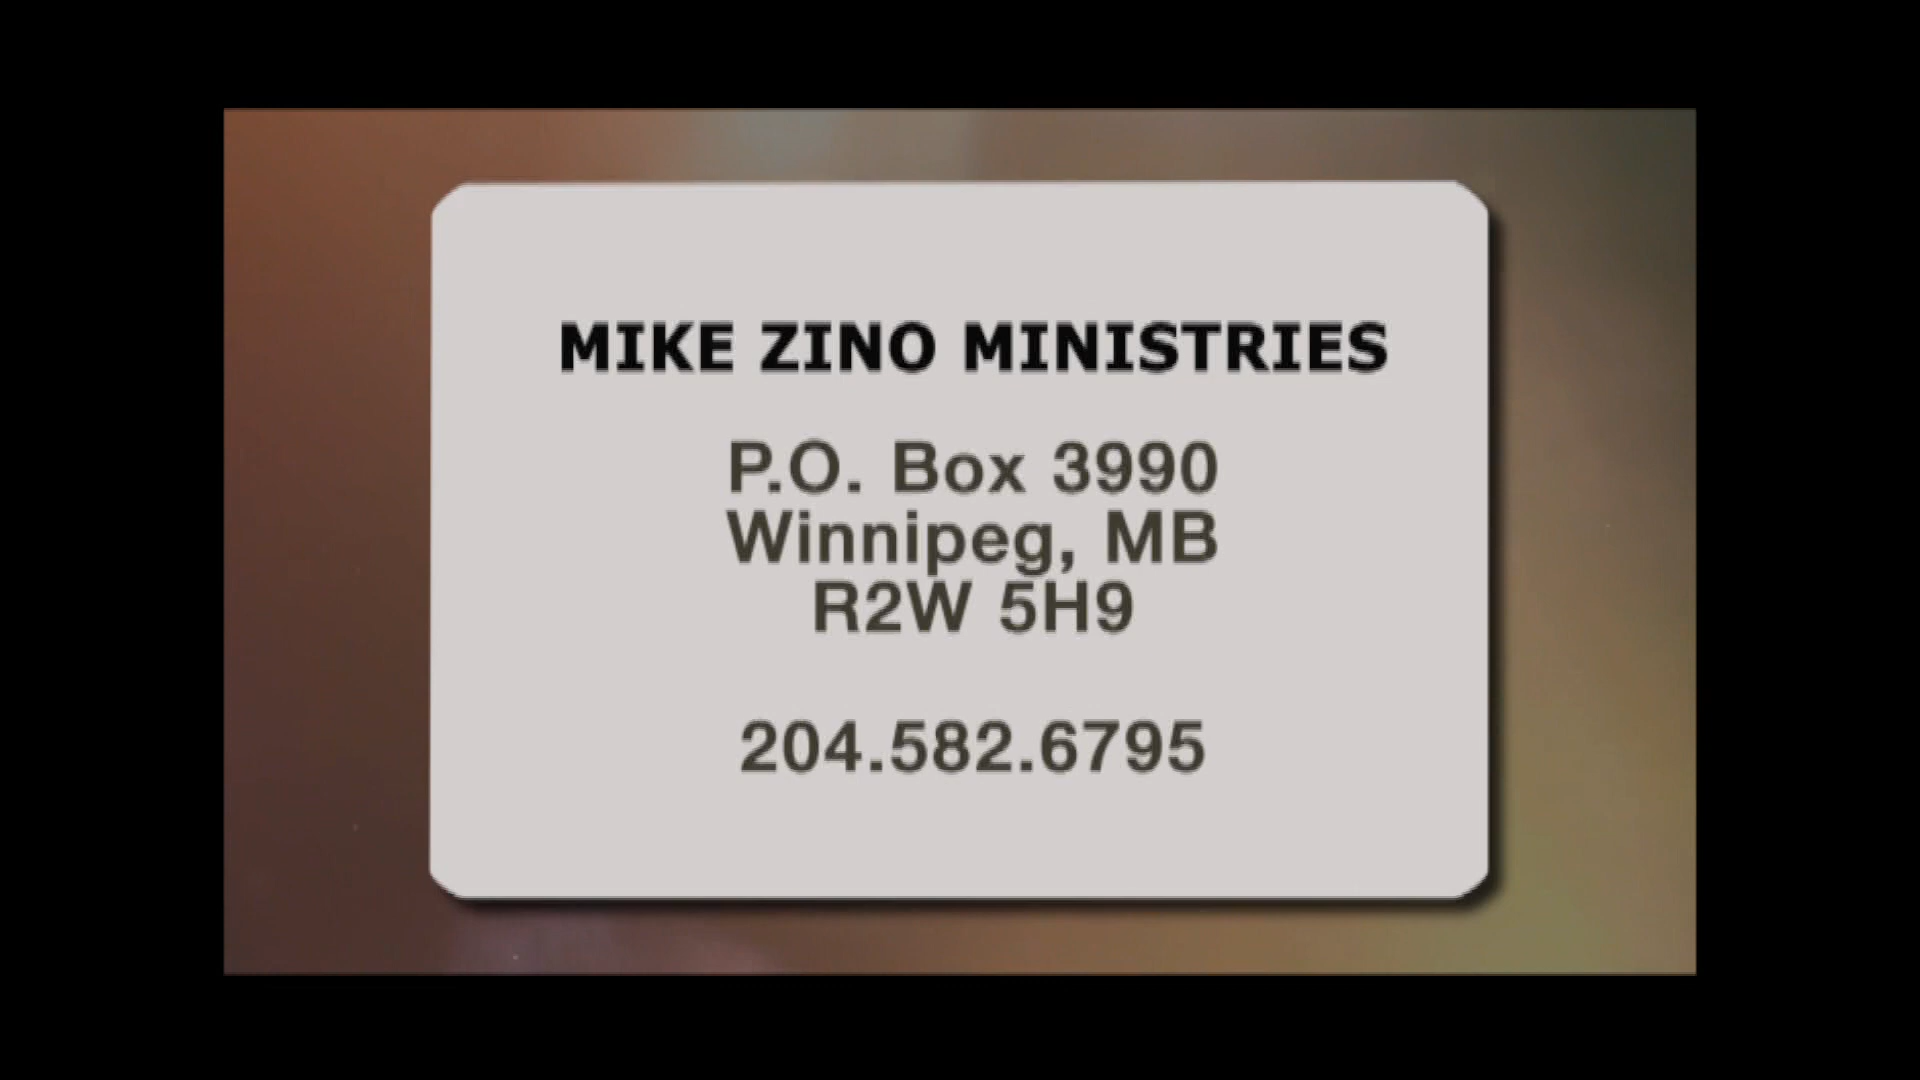 MIKE ZINO MINISTRIES
P.O. Box 3990
Winnipeg, MB
R2W 5H9
204.582.6795